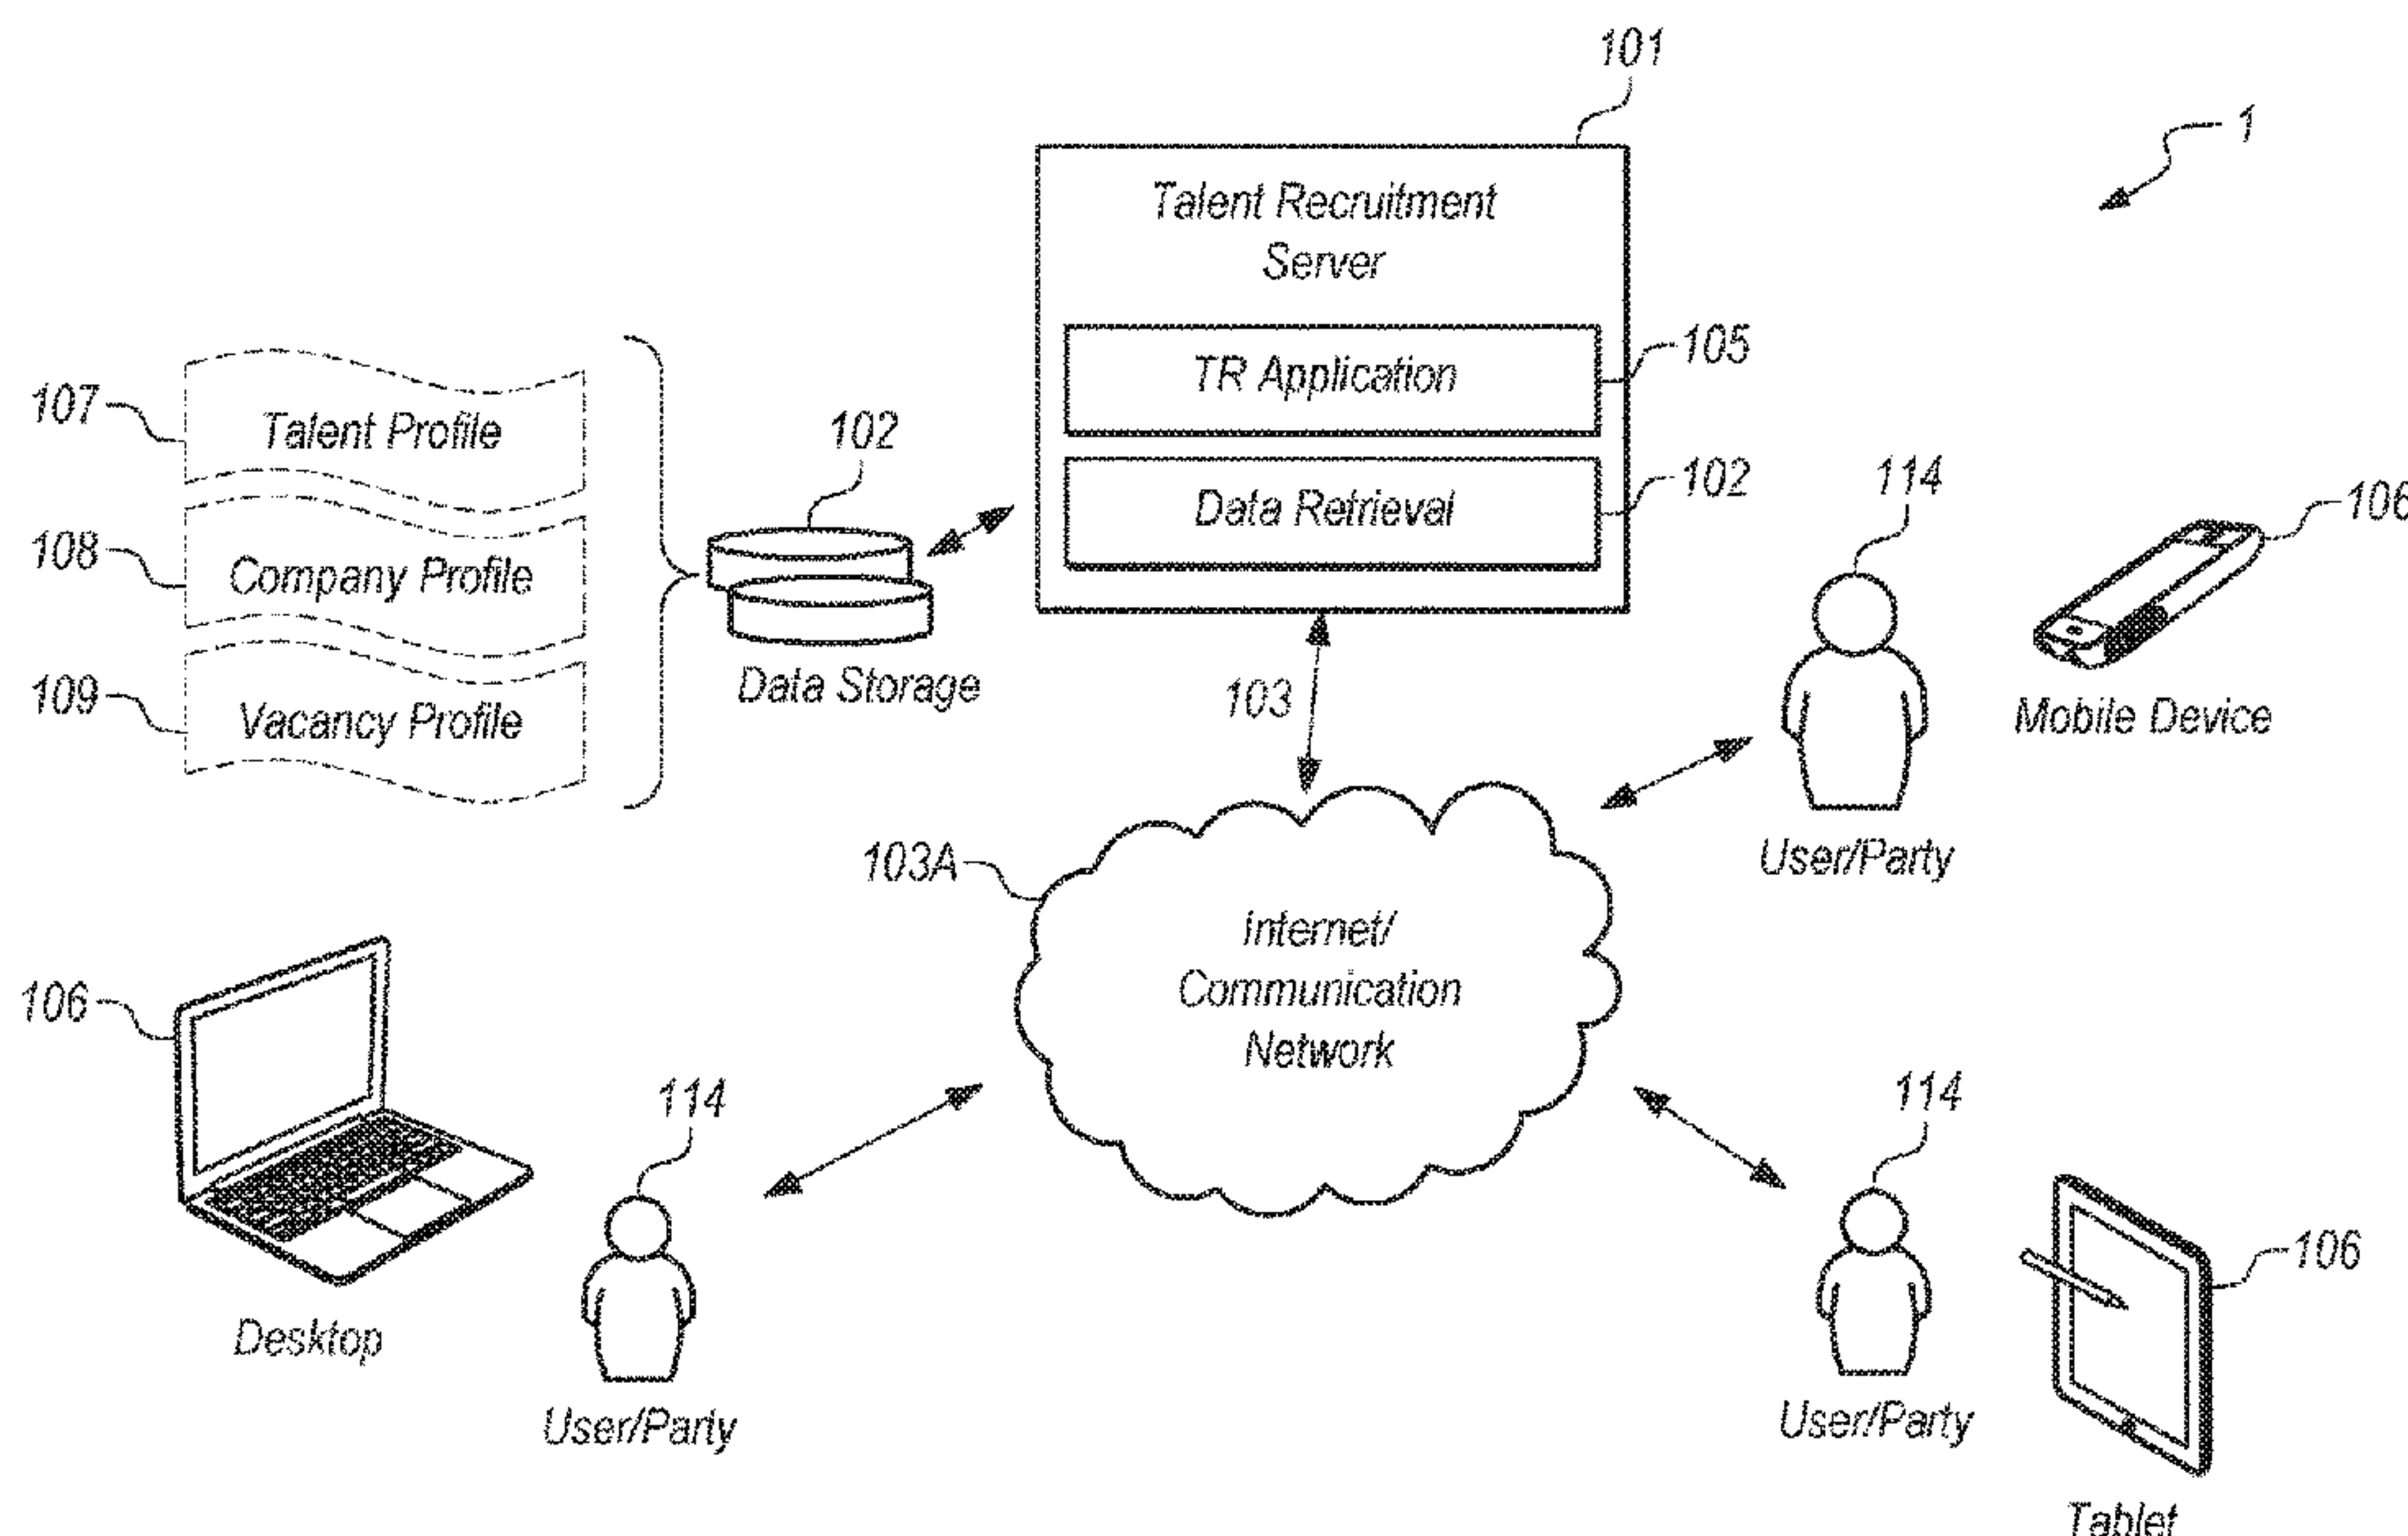 101
1
Talent Recruitment
Server
105
TR Application
107
Talent Profile
102
102
Data Retrieval
114
106
108
Company Profile
109
Vacancy Profile
Data Storage
103
Mobile Device
103A
User/Party
Internet/
Communication
Network
106
114
114
106
Desktop
User/Party
User/Party
Tablet